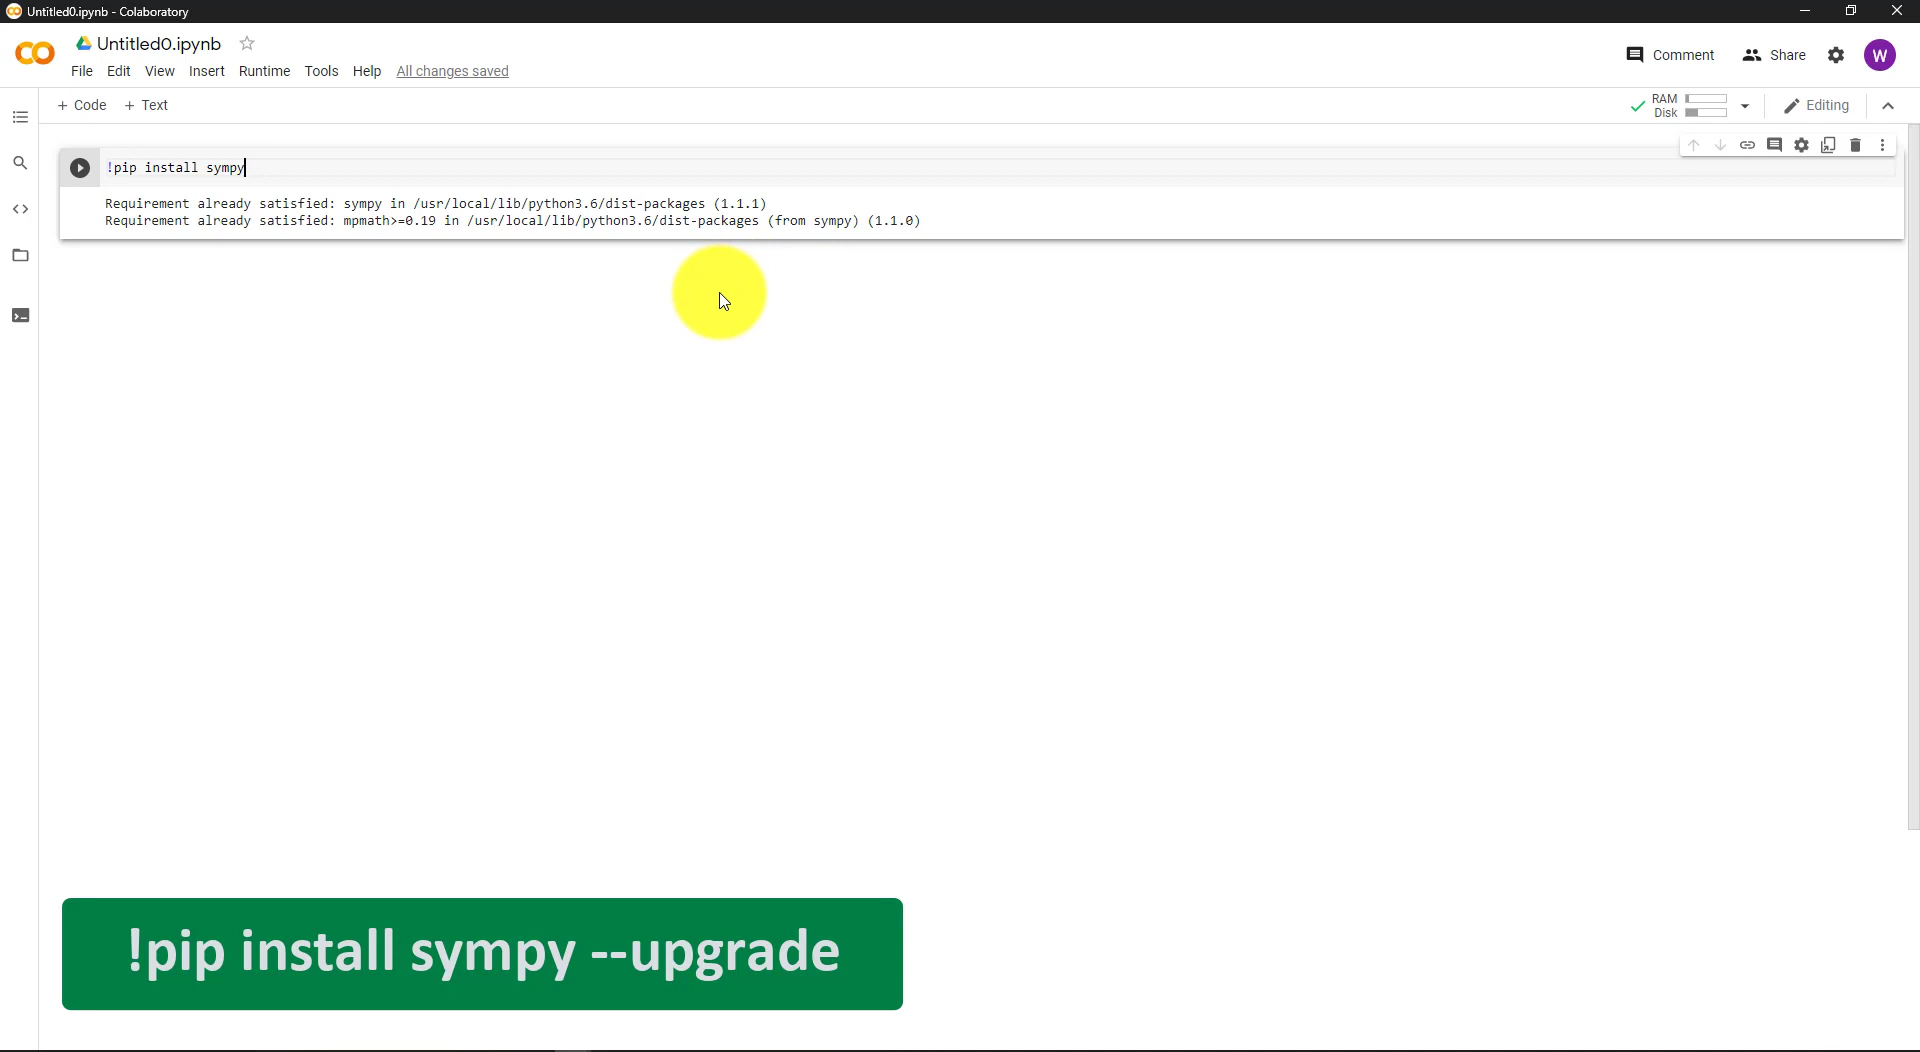 Untitled0.ipynb - Colaboratory
Untitled0.ipynb
File Edit View Insert Runtime Tools Help All changes saved
Comment Share W
+ Code + Text
RAM
Disk
Editing
!pip install sympy
Requirement already satisfied: sympy in /usr/local/lib/python3.6/dist-packages (1.1.1)
Requirement already satisfied: mpmath>=0.19 in /usr/local/lib/python3.6/dist-packages (from sympy) (1.1.0)
!pip install sympy --upgrade